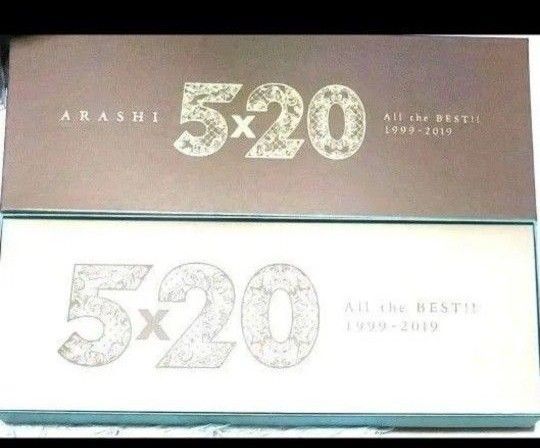 ARASHI 5x20 All the BEST!!
1999-2019
5x20 All the BEST!!
1999-2019